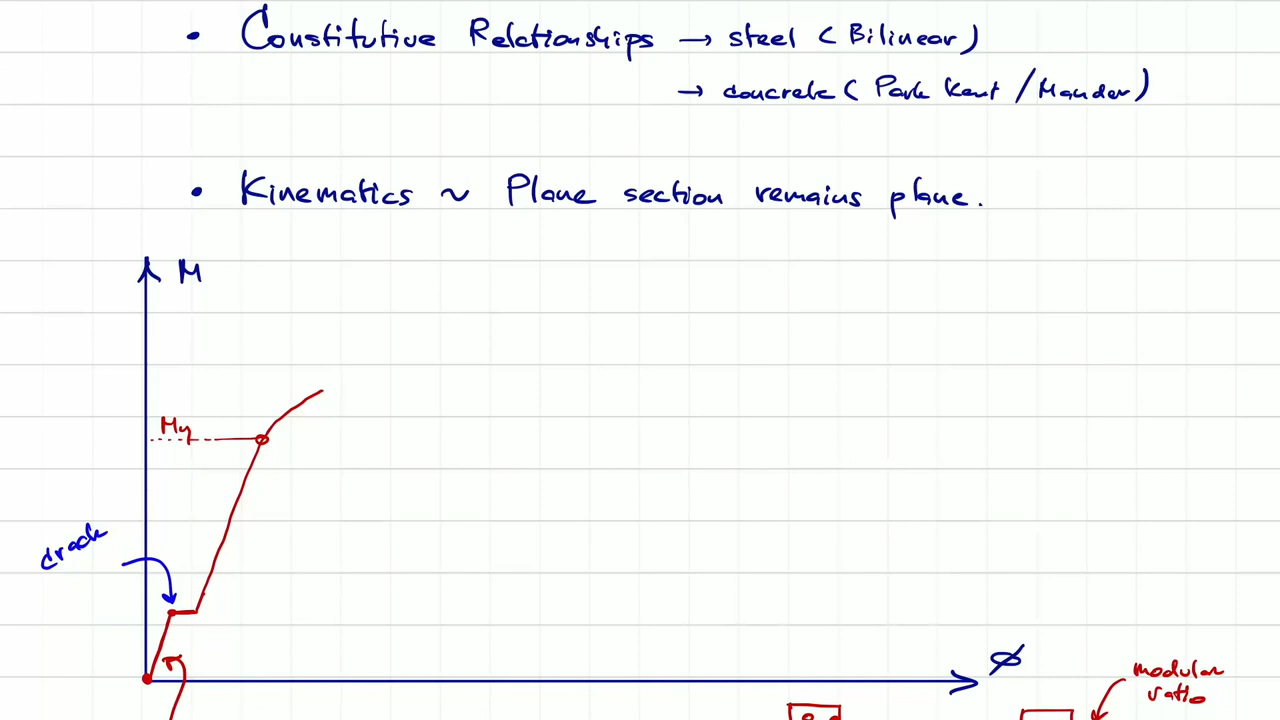 • Constitutive Relationships → steel (Bilinear)
→ concrete (Park Kent / Mander)
• Kinematics ~ Plane section remains plane.
M
My
crack
ϕ
modular
ratio